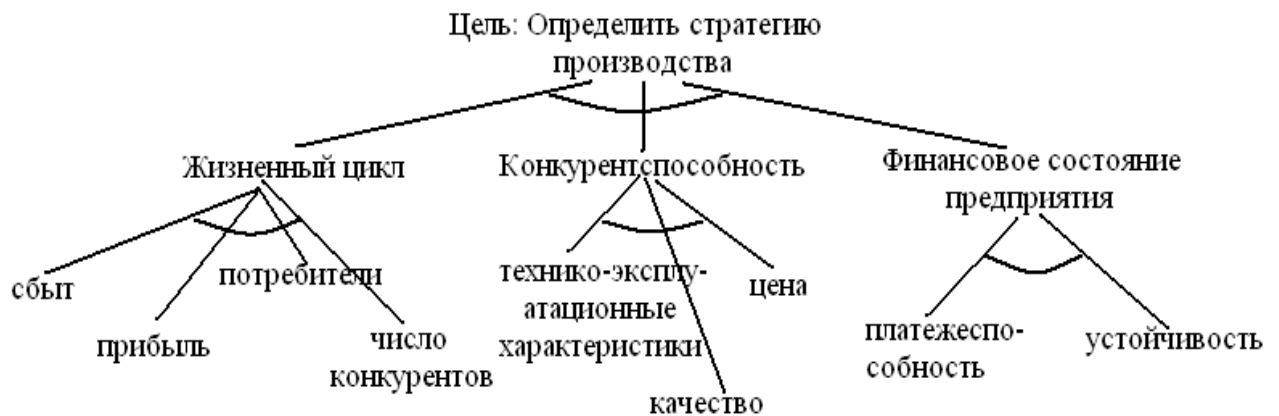 Цель: Определить стратегию
производства
Жизненный цикл
Конкурентспособность
Финансовое состояние
предприятия
сбыт
прибыль
потребители
число
конкурентов
технико-эксплу-
атационные
характеристики
качество
цена
платежеспо-
собность
устойчивость